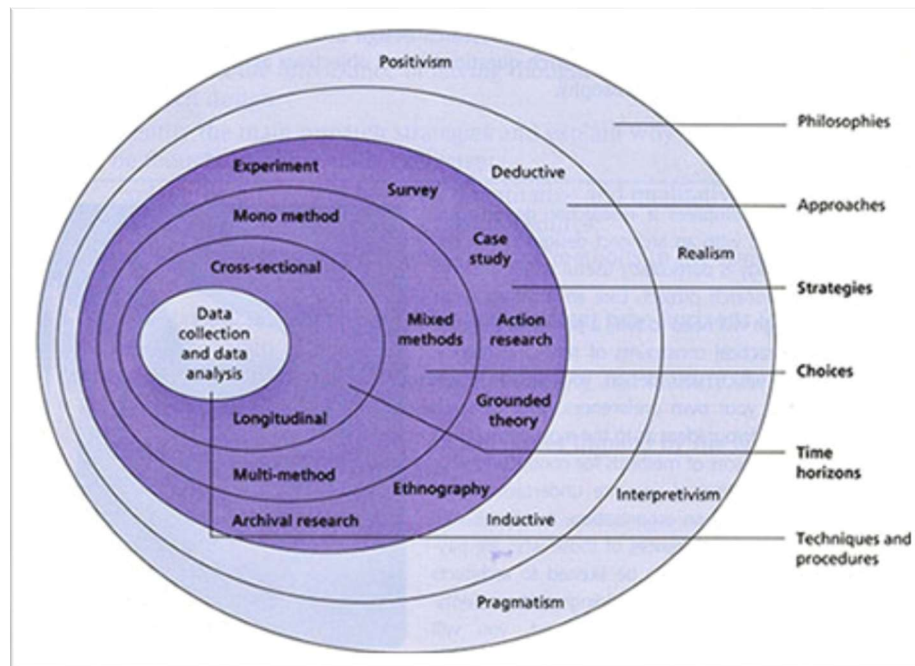 Positivism
Philosophies
Deductive
Approaches
Experiment
Survey
Mono method
Case
study
Realism
Cross-sectional
Strategies
Data
collection
and data
analysis
Mixed
methods
Action
research
Choices
Grounded
theory
Longitudinal
Time
horizons
Multi-method
Ethnography
Interpretivism
Archival research
Inductive
Techniques and
procedures
Pragmatism